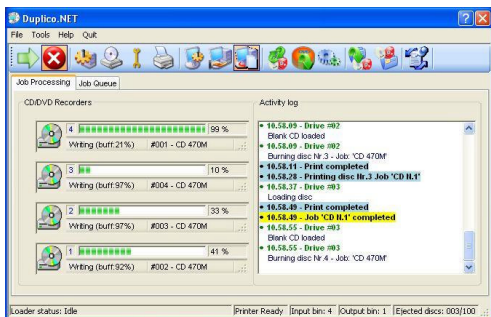 Duplico.NET
File Tools Help Quit
Job Processing Job Queue
CD/DVD Recorders
4 99 %
Writing (buff:21%) #001 - CD 470M
3 10 %
Writing (buff:97%) #004 - CD 470M
2 33 %
Writing (buff:97%) #003 - CD 470M
1 41 %
Writing (buff:92%) #002 - CD 470M
Activity log
• 10.58.09 - Drive #02
Blank CD loaded
• 10.58.09 - Drive #02
Burning disc Nr.3 - Job: 'CD 470M'
• 10.58.11 - Print completed
• 10.58.28 - Printing disc Nr.3 Job 'CD N.1'
• 10.58.37 - Drive #03
Loading disc
• 10.58.49 - Print completed
• 10.58.49 - Job 'CD N.1' completed
• 10.58.55 - Drive #03
Blank CD loaded
• 10.58.55 - Drive #03
Burning disc Nr.4 - Job: 'CD 470M'
Loader status: Idle
Printer Ready Input bin: 4 Output bin: 1 Ejected discs: 003/100